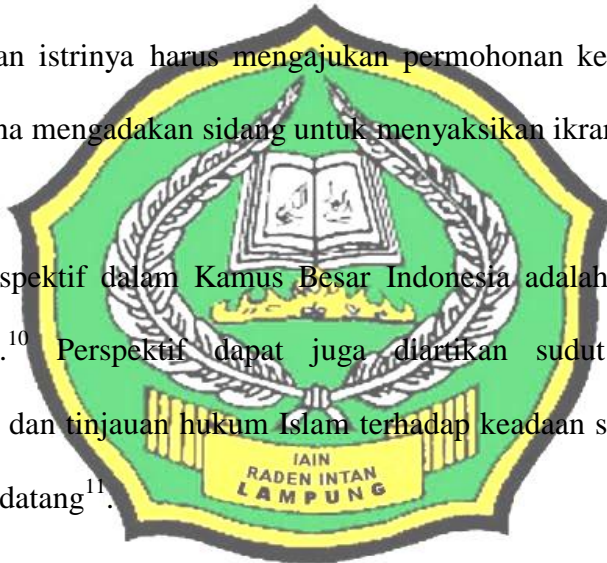 an istrinya harus mengajukan permohonan ke
na mengadakan sidang untuk menyaksikan ikrar
spektif dalam Kamus Besar Indonesia adalah
.10 Perspektif dapat juga diartikan sudut
dan tinjauan hukum Islam terhadap keadaan s
IAIN
RADEN INTAN
LAMPUNG
datang11.